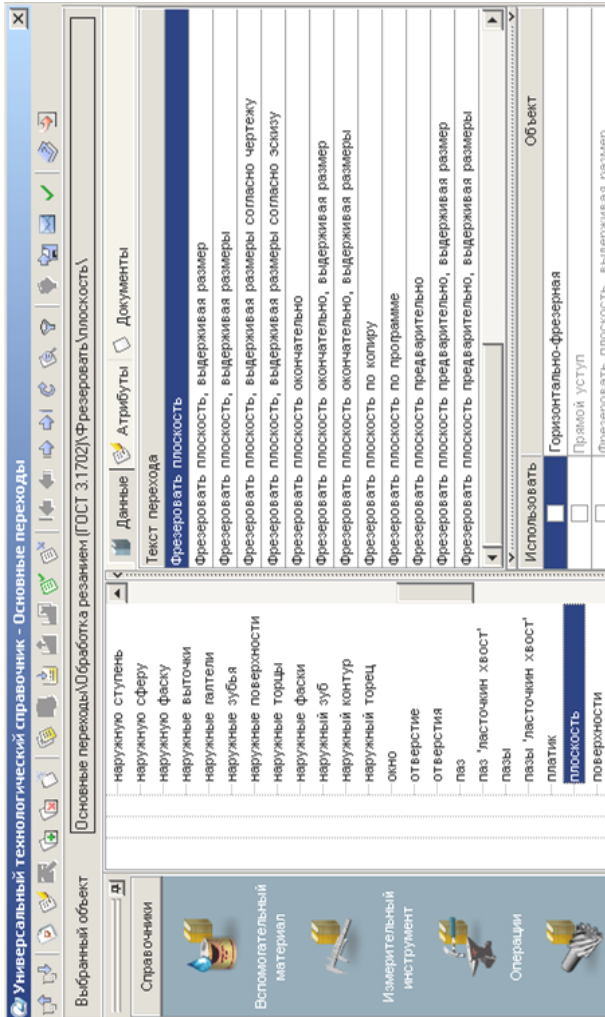 Универсальный технологический справочник - Основные переходы
Выбранный объект
Основные переходы\Обработка резанием (ГОСТ 3.1702)\Фрезеровать\плоскость\
Справочники
Вспомогательный
материал
Измерительный
инструмент
Операции
наружную ступень
наружную сферу
наружную фаску
наружные выточки
наружные галтели
наружные зубья
наружные поверхности
наружные торцы
наружные фаски
наружный зуб
наружный контур
наружный торец
окно
отверстие
отверстия
паз
паз 'ласточкин хвост'
пазы
пазы 'ласточкин хвост'
платик
плоскость
поверхности
Данные
Атрибуты
Документы
Текст перехода
Фрезеровать плоскость
Фрезеровать плоскость, выдерживая размер
Фрезеровать плоскость, выдерживая размеры
Фрезеровать плоскость, выдерживая размеры согласно чертежу
Фрезеровать плоскость, выдерживая размеры согласно эскизу
Фрезеровать плоскость окончательно
Фрезеровать плоскость окончательно, выдерживая размер
Фрезеровать плоскость окончательно, выдерживая размеры
Фрезеровать плоскость по копиру
Фрезеровать плоскость по программе
Фрезеровать плоскость предварительно
Фрезеровать плоскость предварительно, выдерживая размер
Фрезеровать плоскость предварительно, выдерживая размеры
Использовать Объект
Горизонтально-фрезерная
Прямой уступ
Фрезеровать плоскость, выдерживая размер